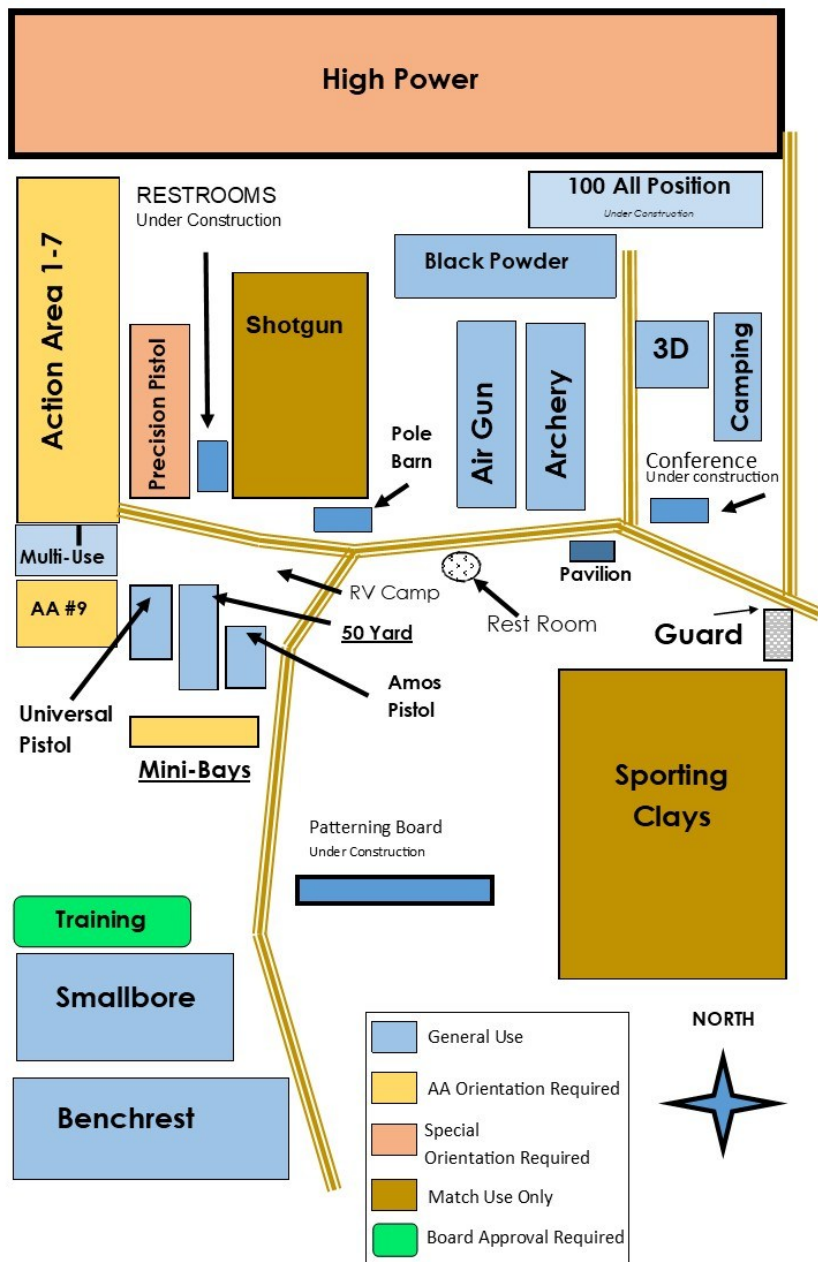 High Power
100 All Position
Under Construction
RESTROOMS
Under Construction
Action Area 1-7
Black Powder
Shotgun
Precision Pistol
Air Gun
Archery
3D
Camping
Pole
Barn
Conference
Under construction
Multi-Use
Pavilion
AA #9
RV Camp
Rest Room
50 Yard
Guard
Amos
Pistol
Universal
Pistol
Mini-Bays
Sporting
Clays
Patterning Board
Under Construction
Training
Smallbore
Benchrest
NORTH
General Use
AA Orientation Required
Special
Orientation Required
Match Use Only
Board Approval Required